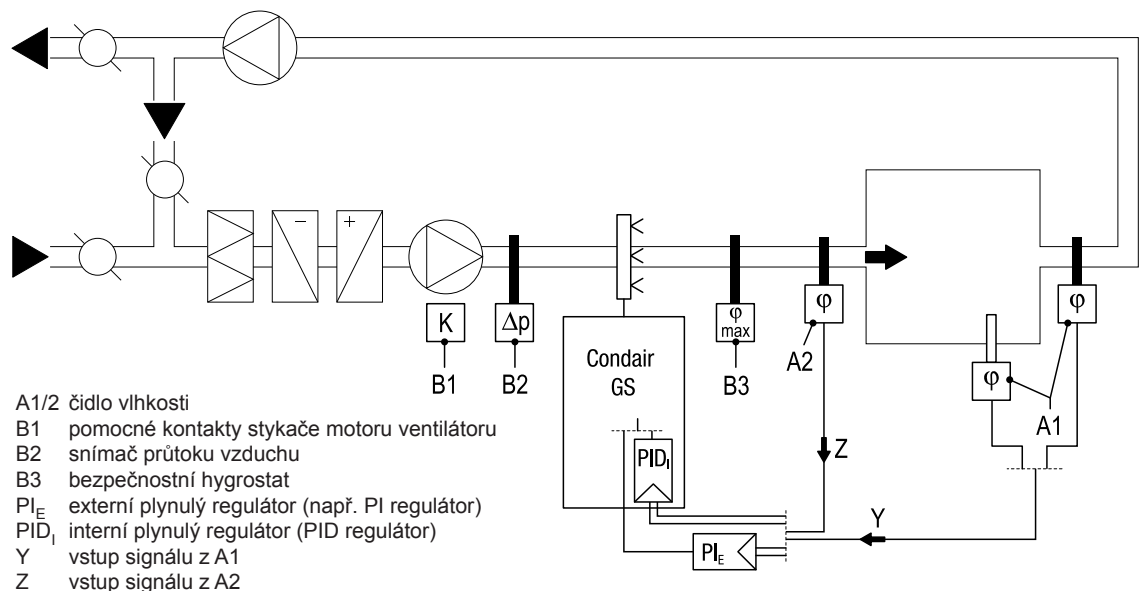 − +
K
Δp
φ
max
φ
φ
φ
B1
B2
B3
A2
A1
Condair
GS
PID_I
PI_E
Z
Y
A1/2 čidlo vlhkosti
B1 pomocné kontakty stykače motoru ventilátoru
B2 snímač průtoku vzduchu
B3 bezpečnostní hygrostat
PI_E externí plynulý regulátor (např. PI regulátor)
PID_I interní plynulý regulátor (PID regulátor)
Y vstup signálu z A1
Z vstup signálu z A2